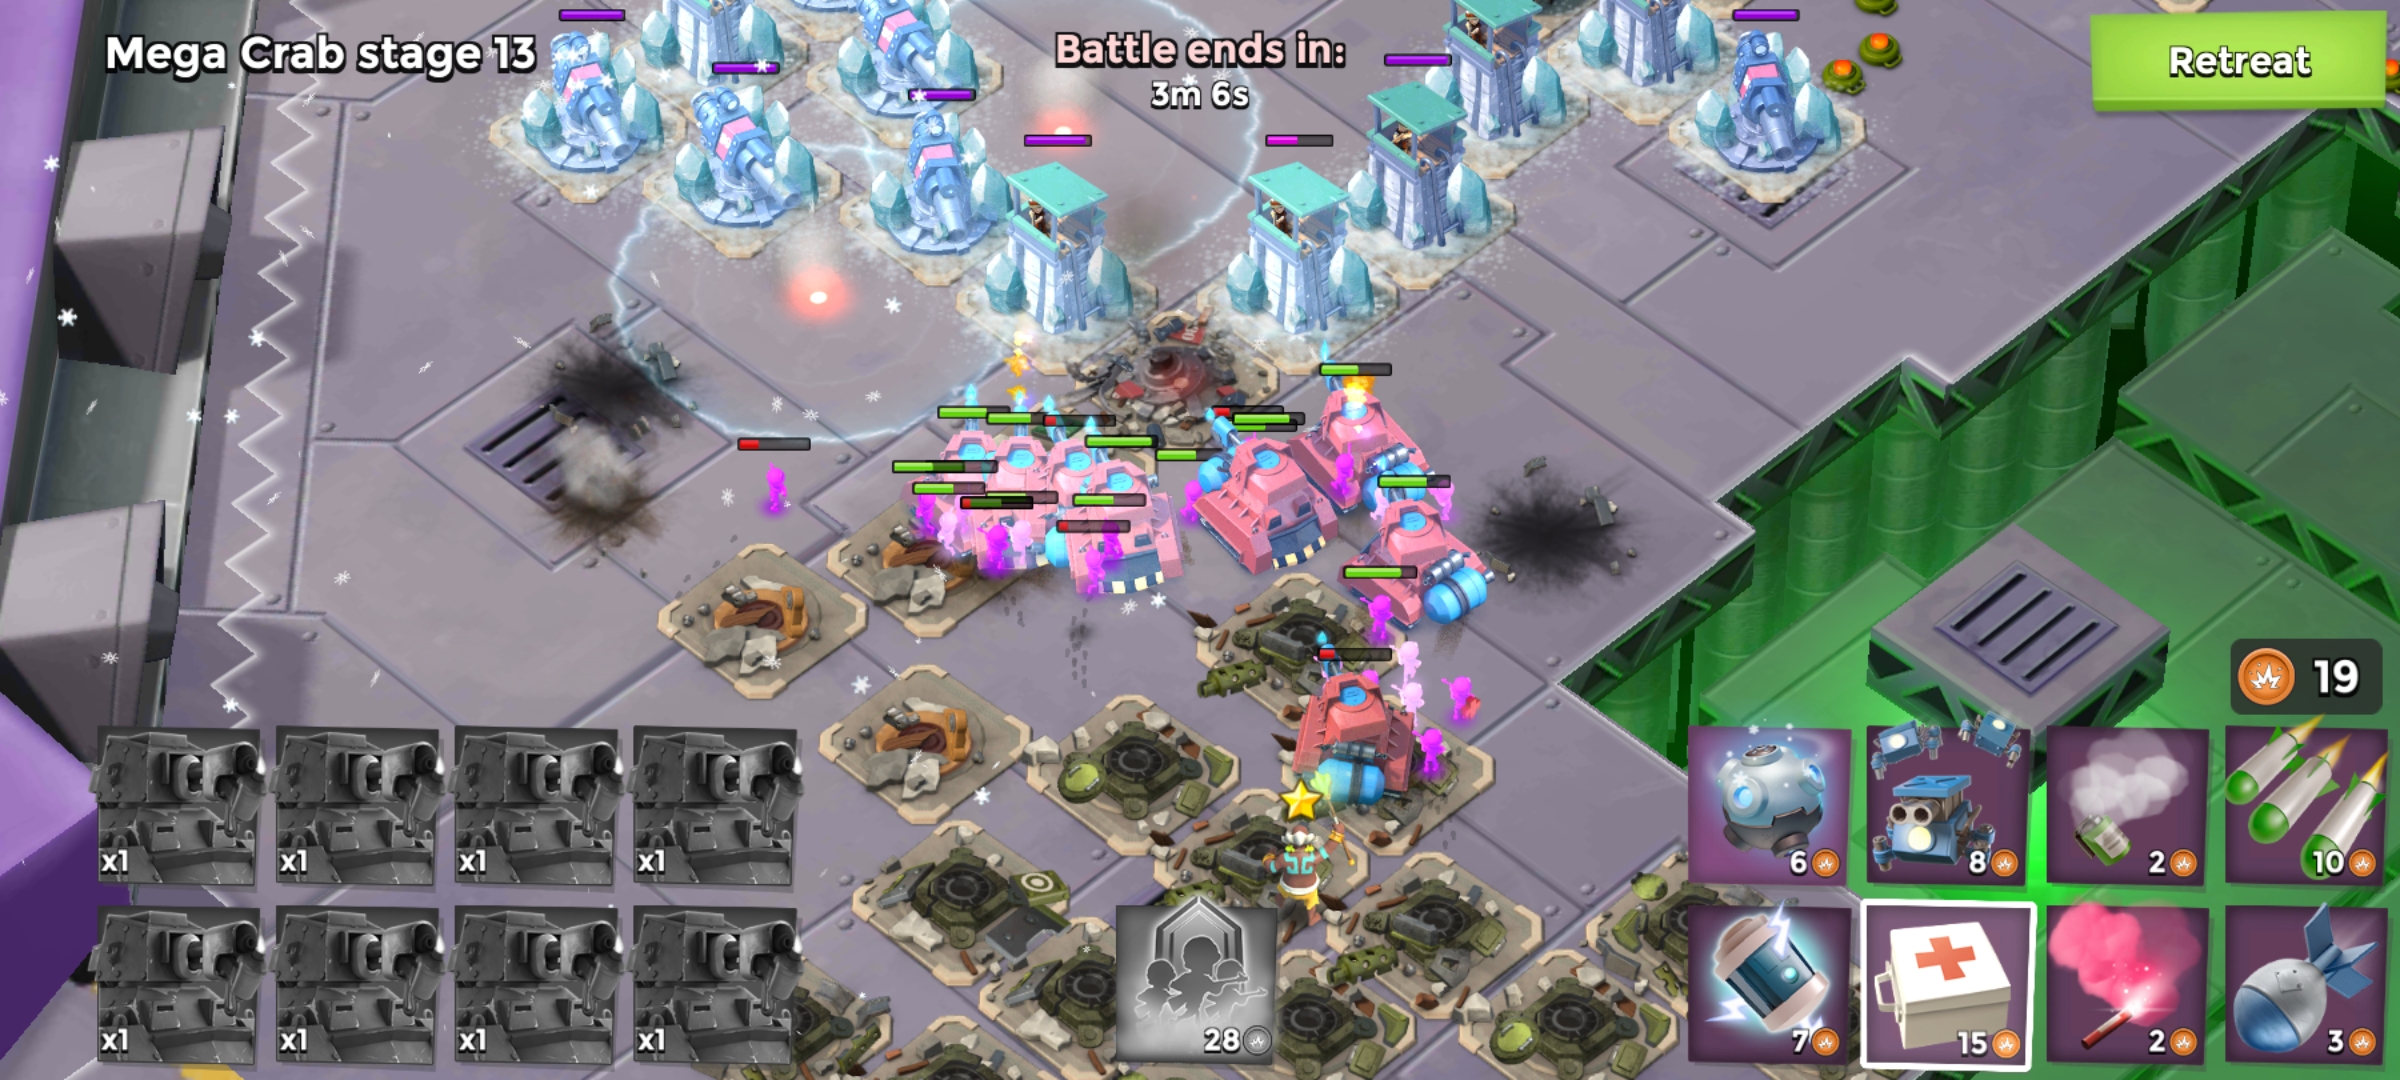 Mega Crab stage 13
Battle ends in:
3m 6s
Retreat
19
6
8
2
10
x1
x1
x1
x1
x1
x1
x1
x1
28
7
15
2
3